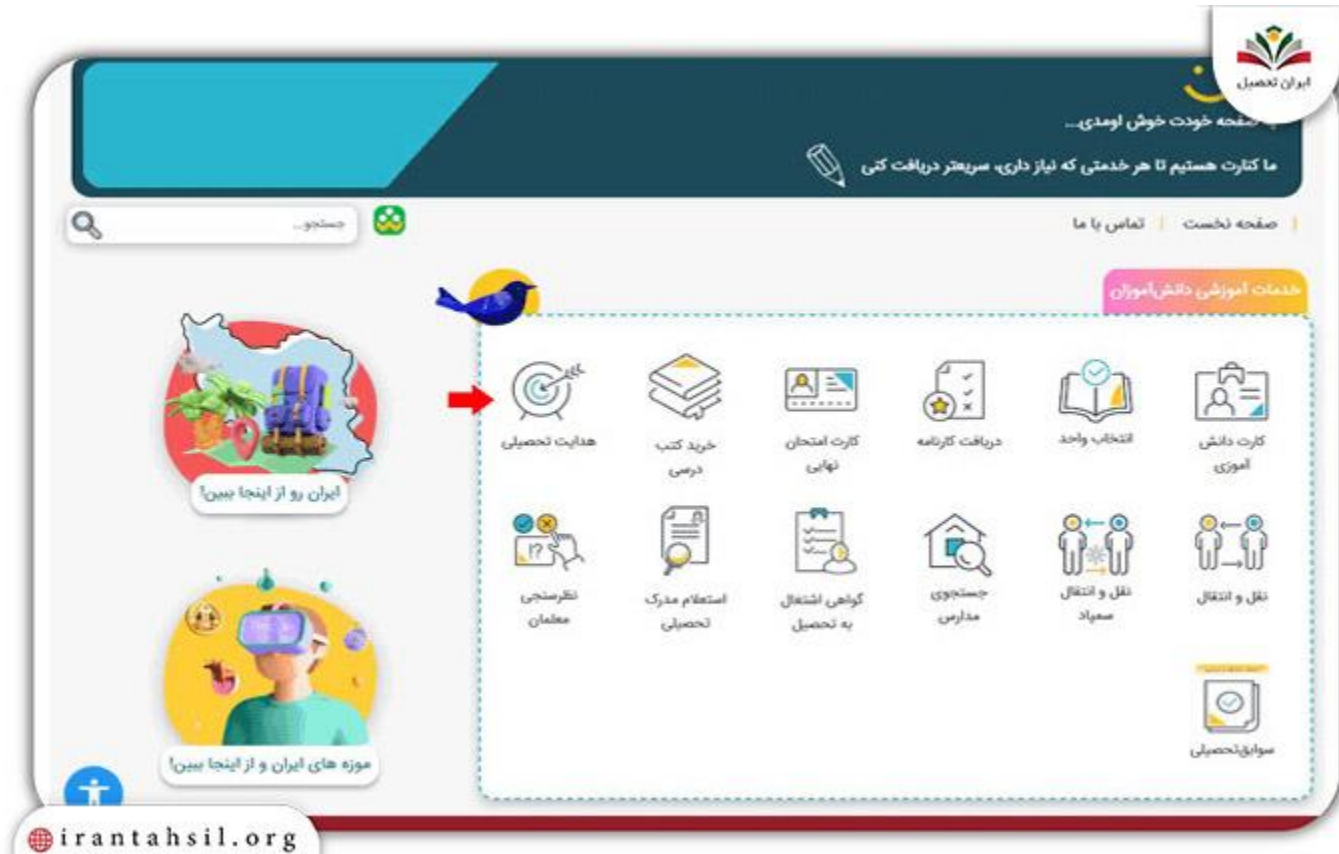 ایران تحصیل
صفحه خودت خوش اومدی...
ما کنارت هستیم تا هر خدمتی که نیاز داری، سریعتر دریافت کنی
صفحه نخست | تماس با ما
جستجو...
خدمات آموزشی دانش‌آموزان
کارت دانش
آموزی
انتخاب واحد
دریافت کارنامه
کارت امتحان
نهایی
خرید کتب
درسی
هدایت تحصیلی
نقل و انتقال
نقل و انتقال
سمپاد
جستجوی
مدارس
گواهی اشتغال
به تحصیل
استعلام مدرک
تحصیلی
نظرسنجی
معلمان
سوابق‌تحصیلی
ایران رو از اینجا ببین!
موزه های ایران و از اینجا ببین!
irantahsil.org